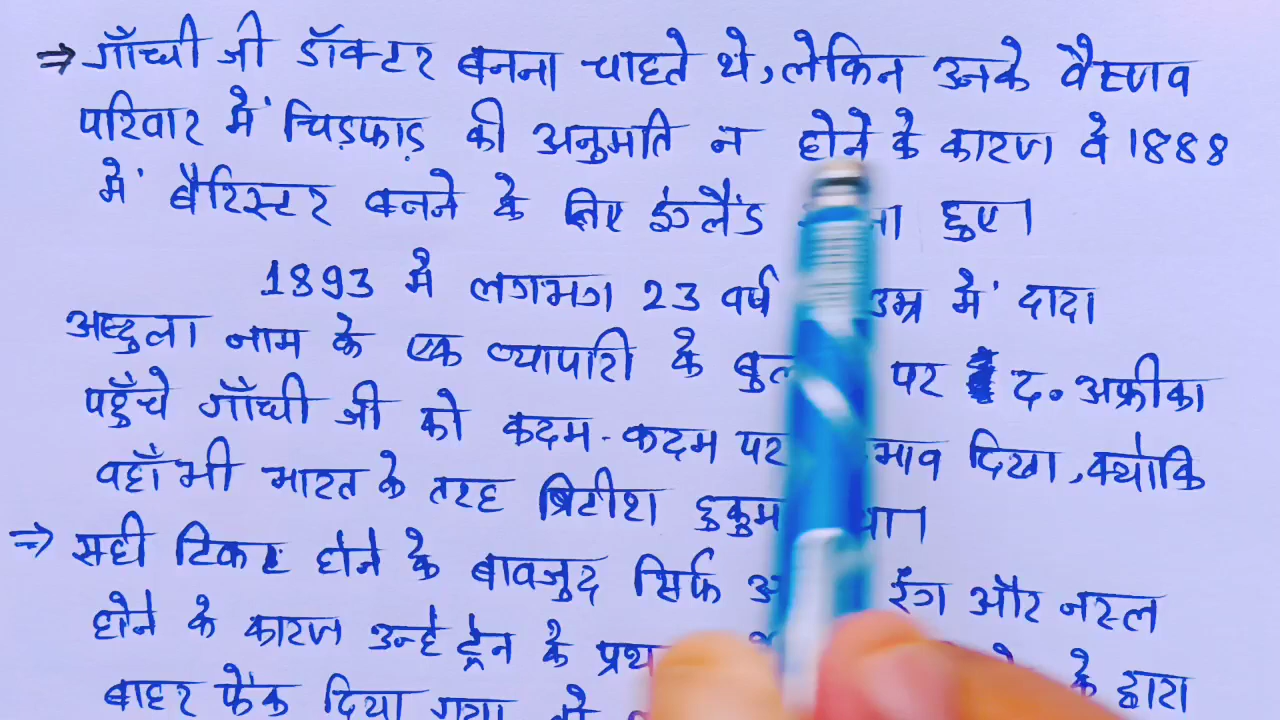 ⇒ गाँधी जी डॉक्टर बनना चाहते थे, लेकिन उनके वैष्णव
परिवार में चिड़फाड़ की अनुमति न होने के कारण वे 1888
में बैरिस्टर बनने के लिए इंग्लैंड हुए।
1893 मे लगभग 23 वर्ष उम्र में दादा
अब्दुला नाम के एक व्यापारी के पर द. अफ्रीका
पहुँचे गाँधी जी को कदम-कदम पर दिखा, क्योकि
वहाँ भी भारत के तरह ब्रिटीश था।
⇒ सही टिकट होने के बावजुद सिर्फ रंग और नस्ल
होने के कारण उन्हे ट्रेन के के द्वारा
बाहर फेंक दिया गया